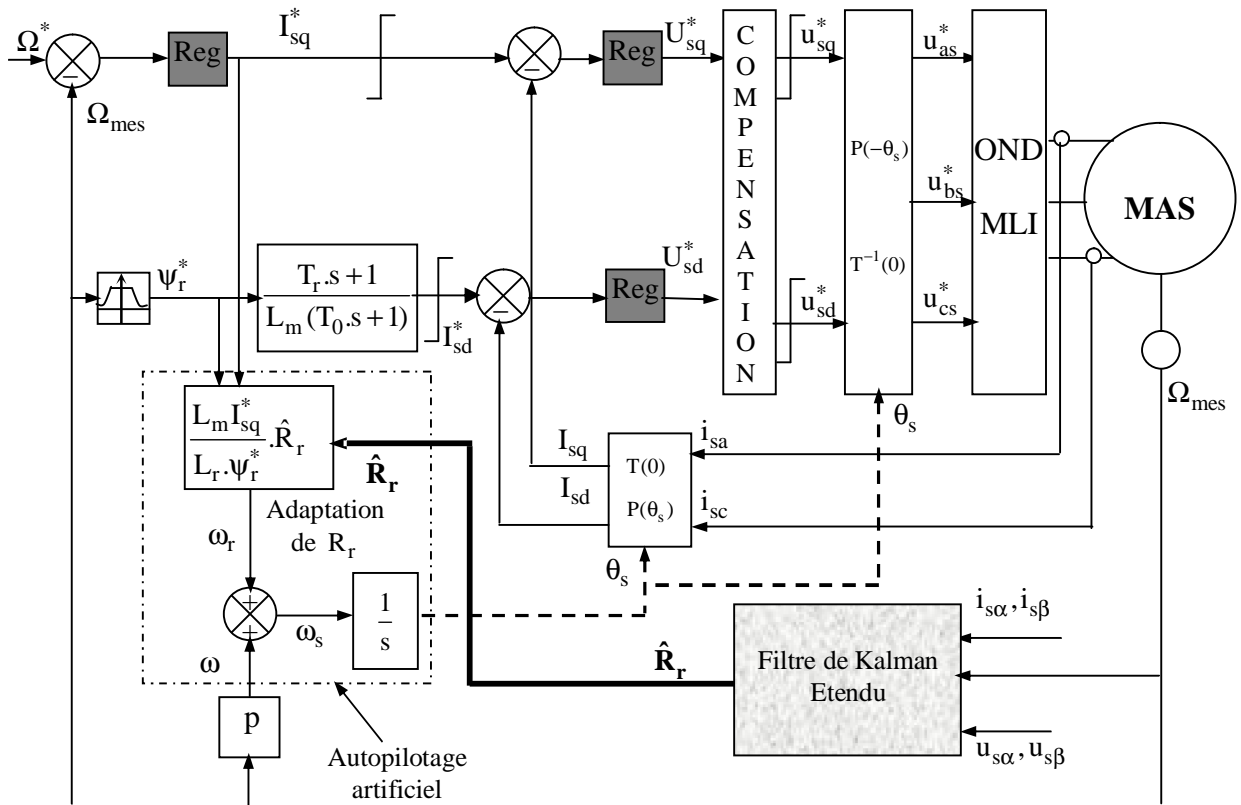 Ω*
Reg
I*sq
Reg
U*sq
COMPENSATION
u*sq
u*as
Ωmes
P(−θs)
T⁻¹(0)
u*bs
OND
MLI
MAS
ψ*r
Tr.s + 1
Lm(T0.s + 1)
I*sd
Reg
U*sd
u*sd
u*cs
Ωmes
θs
LmI*sq
Lr.ψ*r
.R̂r
R̂r
Isq
Isd
T(0)
P(θs)
isa
isc
Adaptation
de Rr
ωr
θs
+
+
ωs
1
s
ω
p
R̂r
Filtre de Kalman
Etendu
isα, isβ
usα, usβ
Autopilotage
artificiel